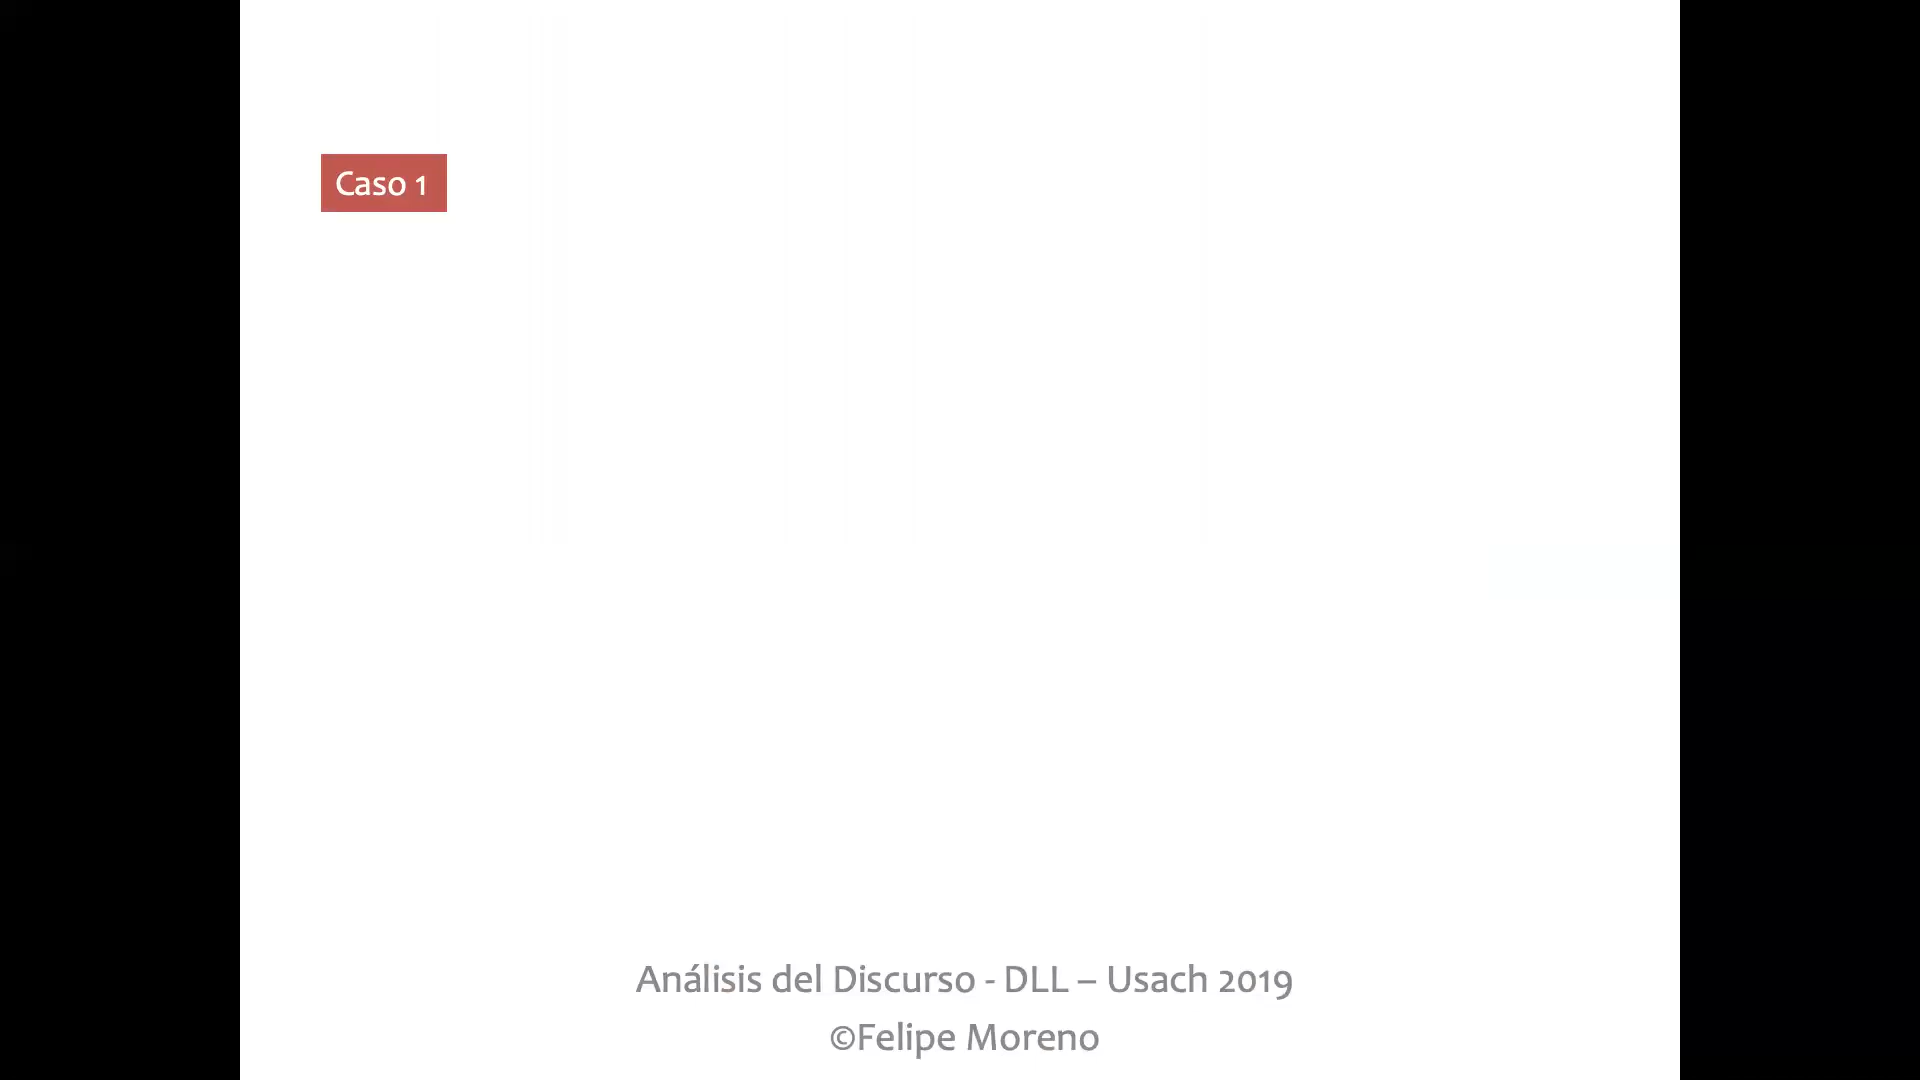 Caso 1
Análisis del Discurso - DLL – Usach 2019
©Felipe Moreno